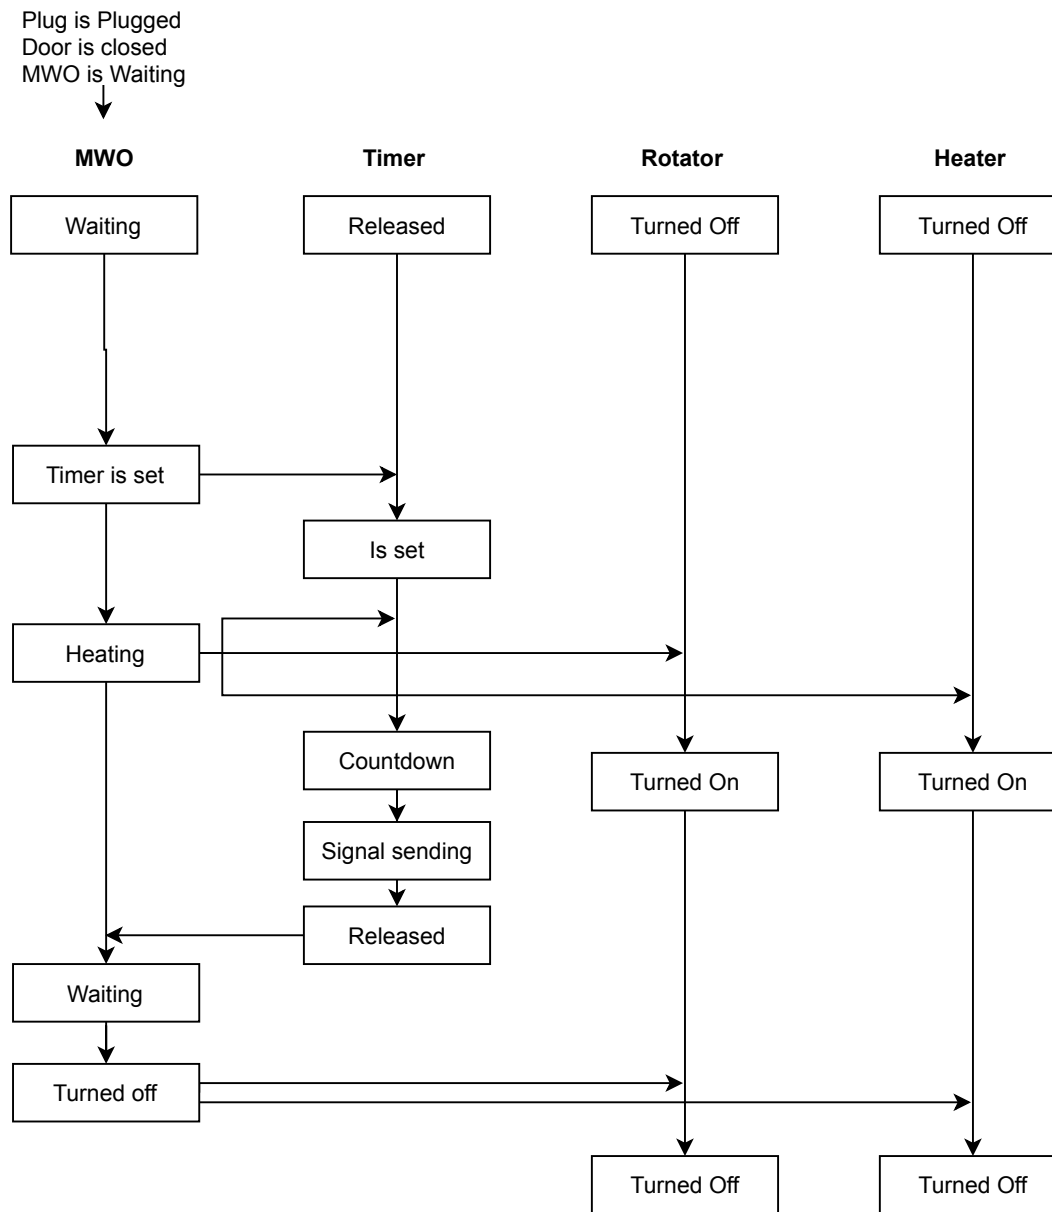 Plug is Plugged
Door is closed
MWO is Waiting
MWO
Timer
Rotator
Heater
Waiting
Released
Turned Off
Turned Off
Timer is set
Is set
Heating
Countdown
Turned On
Turned On
Signal sending
Released
Waiting
Turned off
Turned Off
Turned Off